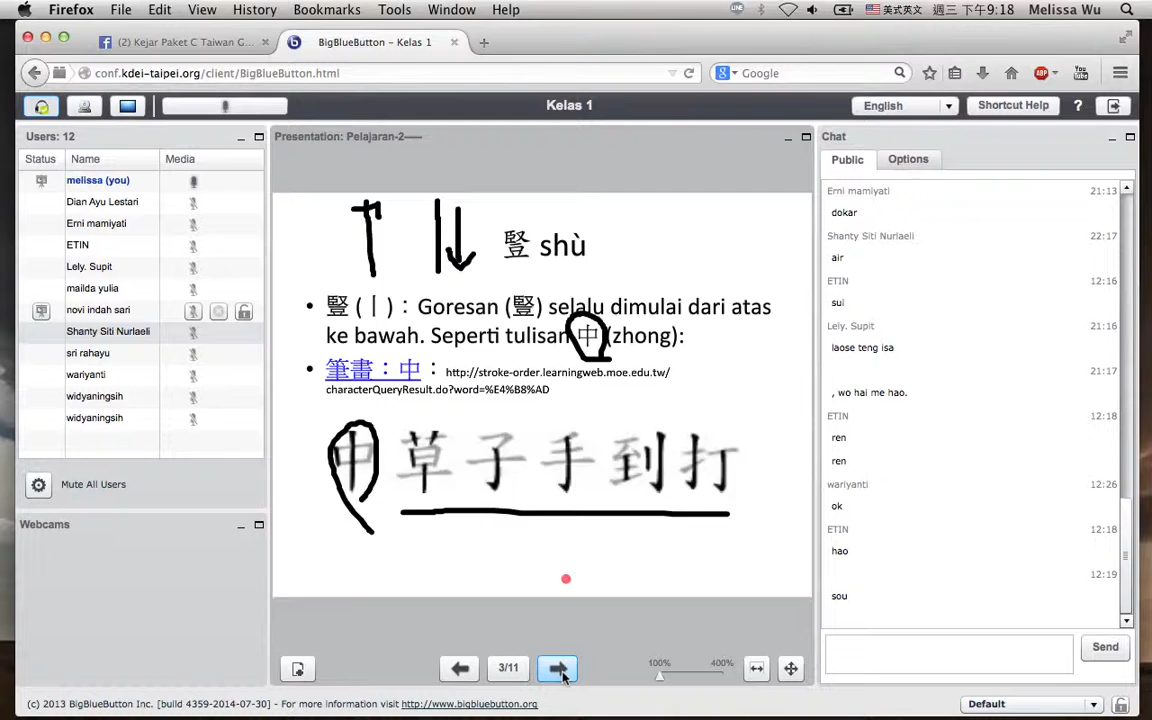 Firefox File Edit View History Bookmarks Tools Window Help 美式英文 週三 下午9:18 Melissa Wu
(2) Kejar Paket C Taiwan G... × BigBlueButton - Kelas 1 × +
conf.kdei-taipei.org/client/BigBlueButton.html Google ABP You Tube
Kelas 1 English Shortcut Help ?
Users: 12
Status Name Media
melissa (you)
Dian Ayu Lestari
Erni mamiyati
ETIN
Lely. Supit
mailda yulia
novi indah sari
Shanty Siti Nurlaeli
sri rahayu
wariyanti
widyaningsih
widyaningsih
Mute All Users
Webcams
Presentation: Pelajaran-2——
豎 shù
• 豎 (丨)：Goresan (豎) selalu dimulai dari atas
ke bawah. Seperti tulisan 中 (zhong):
• 筆畫：中： http://stroke-order.learningweb.moe.edu.tw/
characterQueryResult.do?word=%E4%B8%AD
中 草 子 手 到 打
3/11 100% 400%
Chat
Public Options
Erni mamiyati 21:13
dokar
Shanty Siti Nurlaeli 22:17
air
ETIN 12:16
sui
Lely. Supit 21:16
laose teng isa
21:17
, wo hai me hao.
ETIN 12:18
ren
ren
wariyanti 12:26
ok
ETIN 12:18
hao
12:19
sou
Send
(c) 2013 BigBlueButton Inc. [build 4359-2014-07-30] - For more information visit http://www.bigbluebutton.org Default